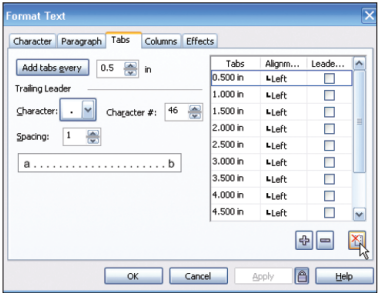 Format Text
Character Paragraph Tabs Columns Effects
Add tabs every 0.5 in
Trailing Leader
Character: . Character #: 46
Spacing: 1
a . . . . . . . . . . . . . . . . . . . . . b
Tabs Alignm... Leade...
0.500 in Left
1.000 in Left
1.500 in Left
2.000 in Left
2.500 in Left
3.000 in Left
3.500 in Left
4.000 in Left
4.500 in Left
OK Cancel Apply Help